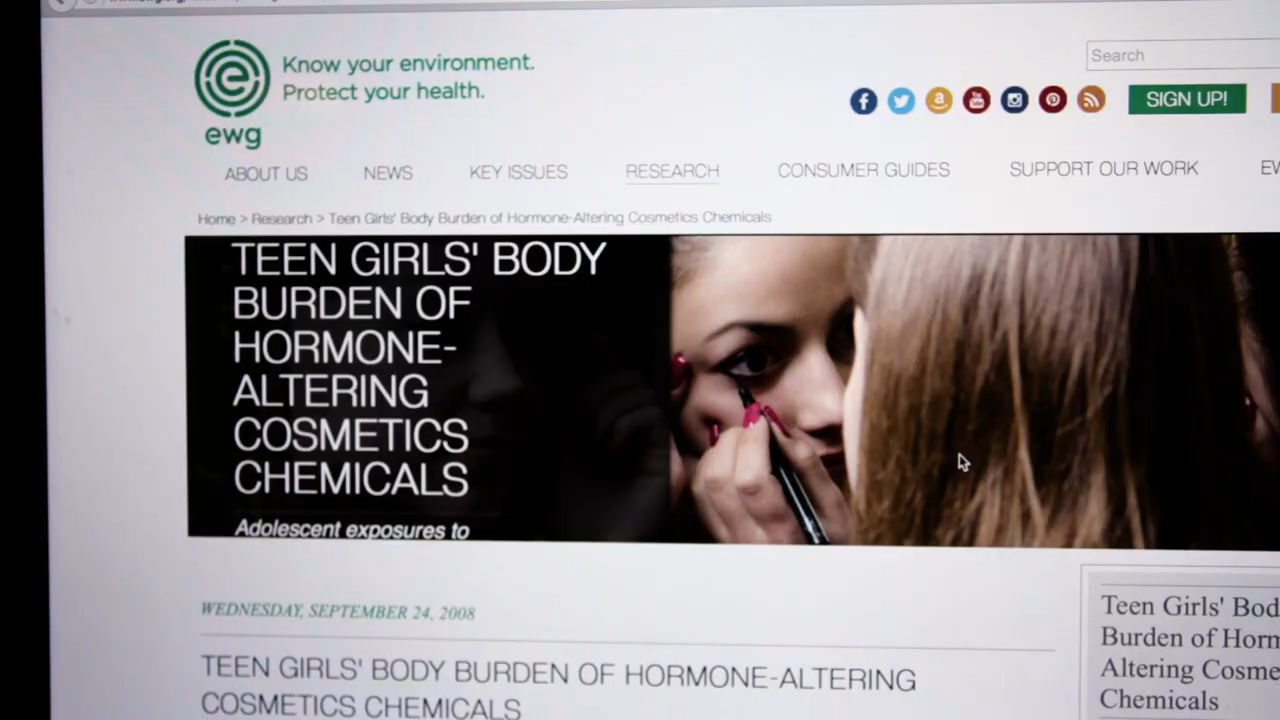 Know your environment.
Protect your health.
ewg
Search
SIGN UP!
ABOUT US NEWS KEY ISSUES RESEARCH CONSUMER GUIDES SUPPORT OUR WORK
Home > Research > Teen Girls' Body Burden of Hormone-Altering Cosmetics Chemicals
TEEN GIRLS' BODY
BURDEN OF
HORMONE-
ALTERING
COSMETICS
CHEMICALS
Adolescent exposures to
WEDNESDAY, SEPTEMBER 24, 2008
TEEN GIRLS' BODY BURDEN OF HORMONE-ALTERING
COSMETICS CHEMICALS
Teen Girls' Bod
Burden of Horm
Altering Cosme
Chemicals